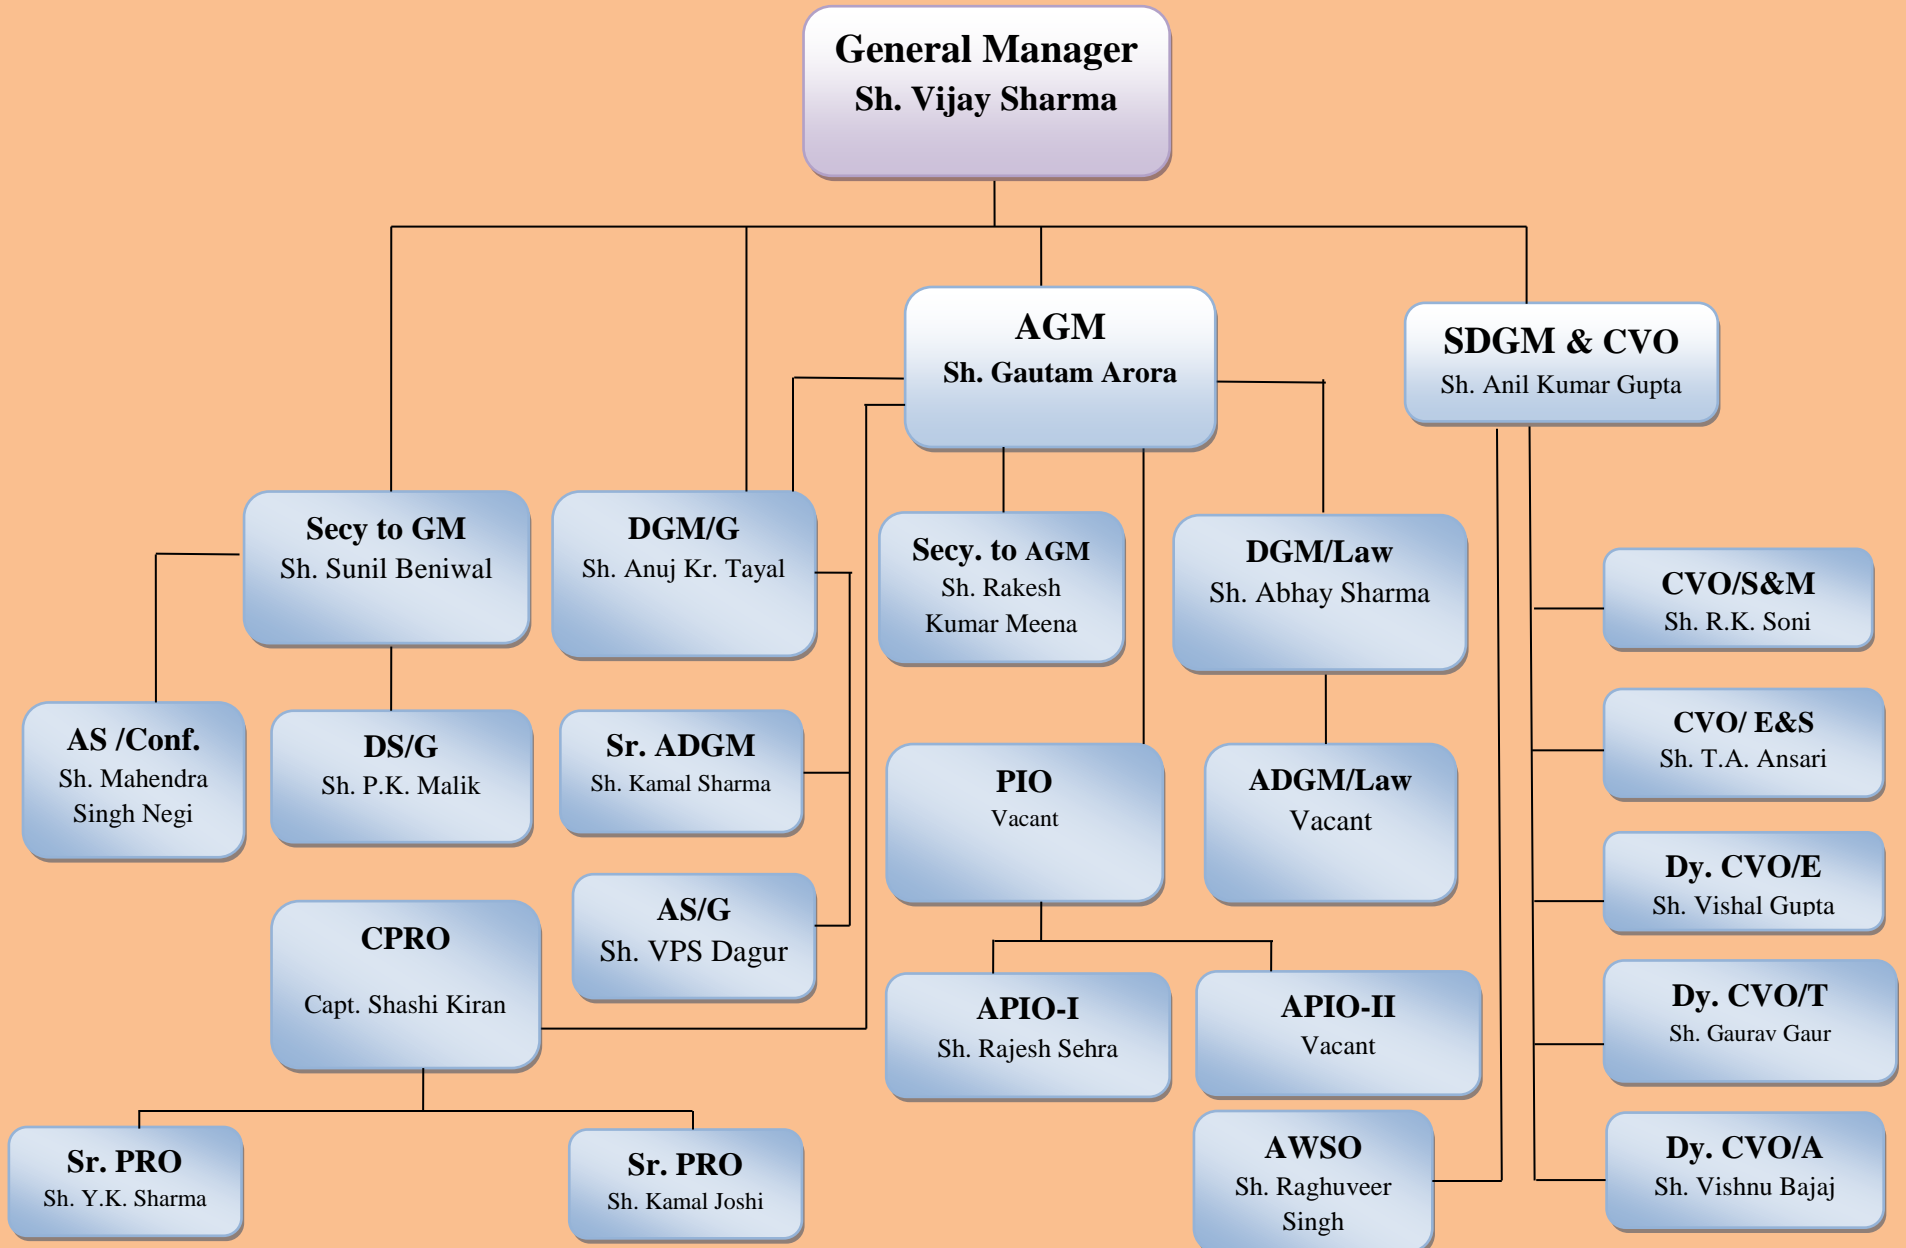 General Manager
Sh. Vijay Sharma
AGM
Sh. Gautam Arora
SDGM & CVO
Sh. Anil Kumar Gupta
Secy to GM
Sh. Sunil Beniwal
DGM/G
Sh. Anuj Kr. Tayal
Secy. to AGM
Sh. Rakesh
Kumar Meena
DGM/Law
Sh. Abhay Sharma
CVO/S&M
Sh. R.K. Soni
AS /Conf.
Sh. Mahendra
Singh Negi
DS/G
Sh. P.K. Malik
Sr. ADGM
Sh. Kamal Sharma
PIO
Vacant
ADGM/Law
Vacant
CVO/ E&S
Sh. T.A. Ansari
Dy. CVO/E
Sh. Vishal Gupta
CPRO
Capt. Shashi Kiran
AS/G
Sh. VPS Dagur
APIO-I
Sh. Rajesh Sehra
APIO-II
Vacant
Dy. CVO/T
Sh. Gaurav Gaur
Sr. PRO
Sh. Y.K. Sharma
Sr. PRO
Sh. Kamal Joshi
AWSO
Sh. Raghuveer
Singh
Dy. CVO/A
Sh. Vishnu Bajaj